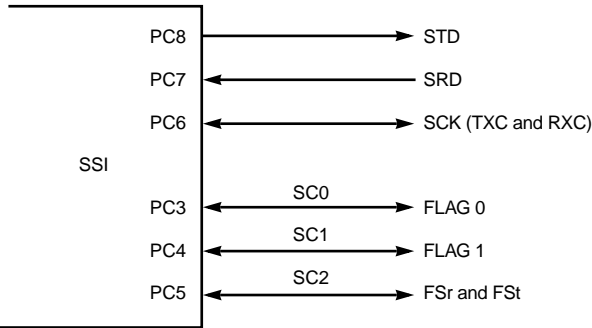 PC8 STD
PC7 SRD
PC6 SCK (TXC and RXC)
SSI
SC0
PC3 FLAG 0
SC1
PC4 FLAG 1
SC2
PC5 FSr and FSt